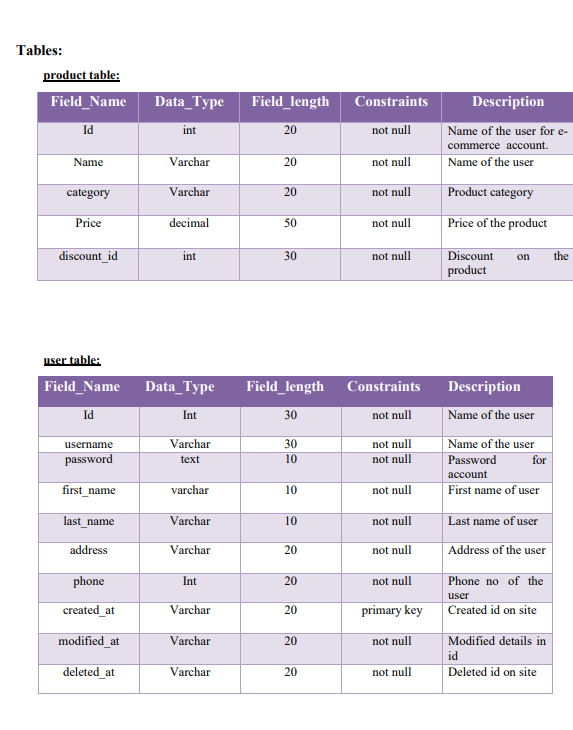 Tables:
product table:
Field_Name Data_Type Field_length Constraints Description
Id int 20 not null Name of the user for e-
commerce account.
Name Varchar 20 not null Name of the user
category Varchar 20 not null Product category
Price decimal 50 not null Price of the product
discount_id int 30 not null Discount on the
product
user table:
Field_Name Data_Type Field_length Constraints Description
Id Int 30 not null Name of the user
username Varchar 30 not null Name of the user
password text 10 not null Password for
account
first_name varchar 10 not null First name of user
last_name Varchar 10 not null Last name of user
address Varchar 20 not null Address of the user
phone Int 20 not null Phone no of the
user
created_at Varchar 20 primary key Created id on site
modified_at Varchar 20 not null Modified details in
id
deleted_at Varchar 20 not null Deleted id on site